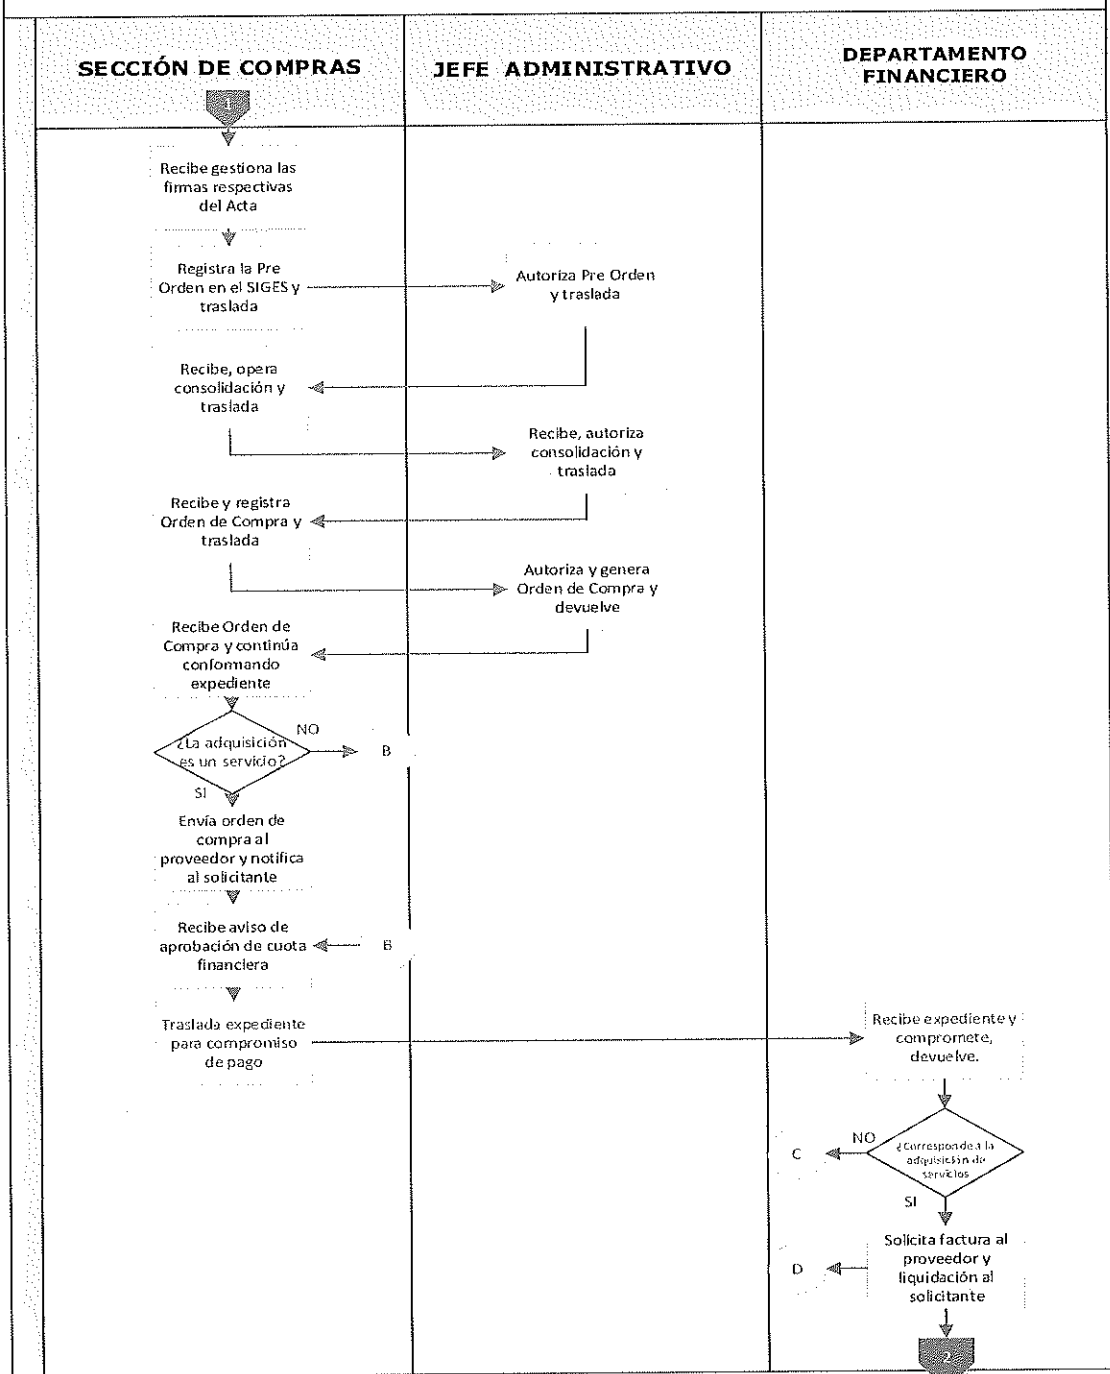 SECCIÓN DE COMPRAS
JEFE ADMINISTRATIVO
DEPARTAMENTO
FINANCIERO
1
Recibe gestiona las
firmas respectivas
del Acta
Registra la Pre
Orden en el SIGES y
traslada
Autoriza Pre Orden
y traslada
Recibe, opera
consolidación y
traslada
Recibe, autoriza
consolidación y
traslada
Recibe y registra
Orden de Compra y
traslada
Autoriza y genera
Orden de Compra y
devuelve
Recibe Orden de
Compra y continúa
conformando
expediente
¿La adquisición
es un servicio?
NO
B
SI
Envía orden de
compra al
proveedor y notifica
al solicitante
Recibe aviso de
aprobación de cuota
financiera
B
Traslada expediente
para compromiso
de pago
Recibe expediente y
compromete,
devuelve.
¿Corresponde a la
adquisición de
servicios
NO
C
SI
Solicita factura al
proveedor y
liquidación al
solicitante
D
2